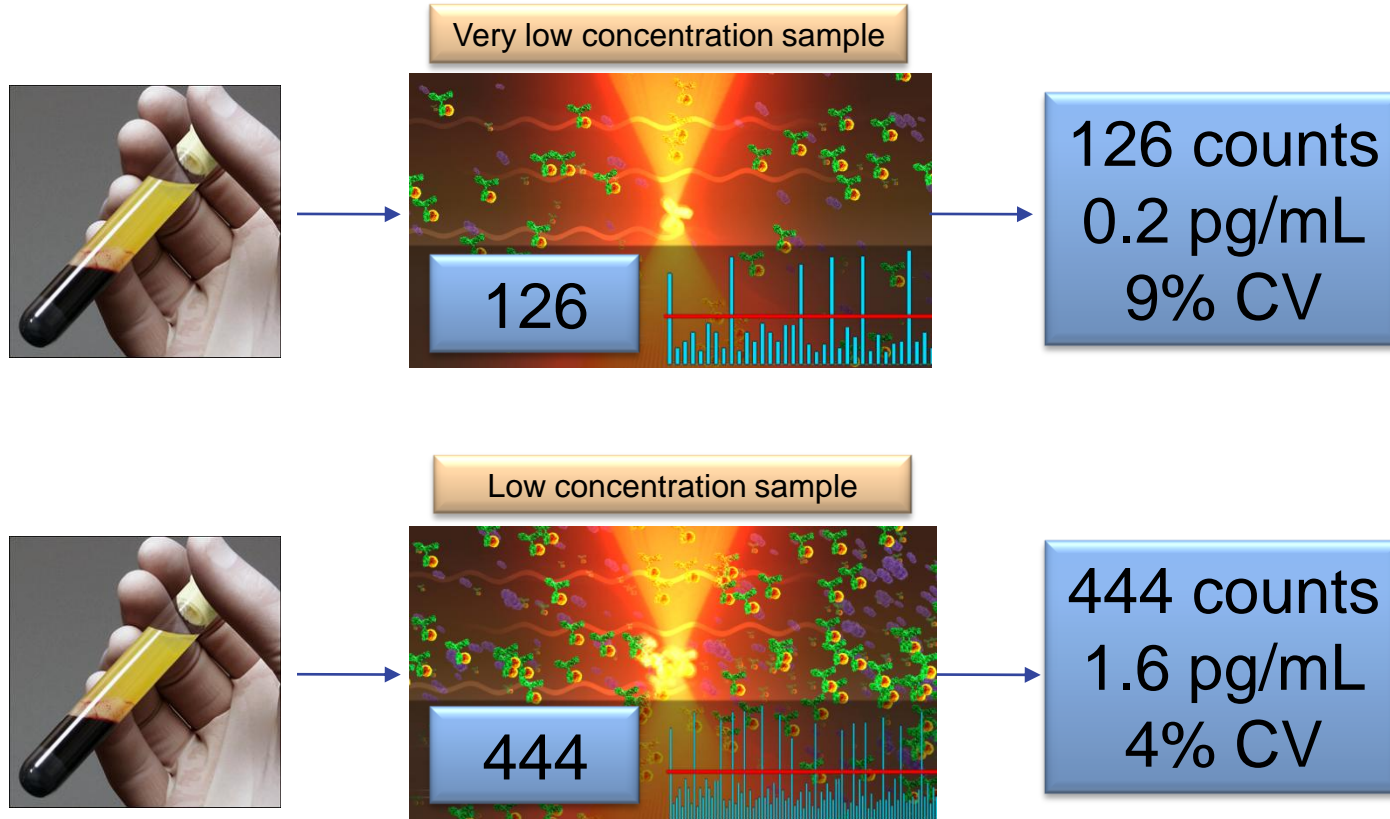 Very low concentration sample
126
126 counts
0.2 pg/mL
9% CV
Low concentration sample
444
444 counts
1.6 pg/mL
4% CV